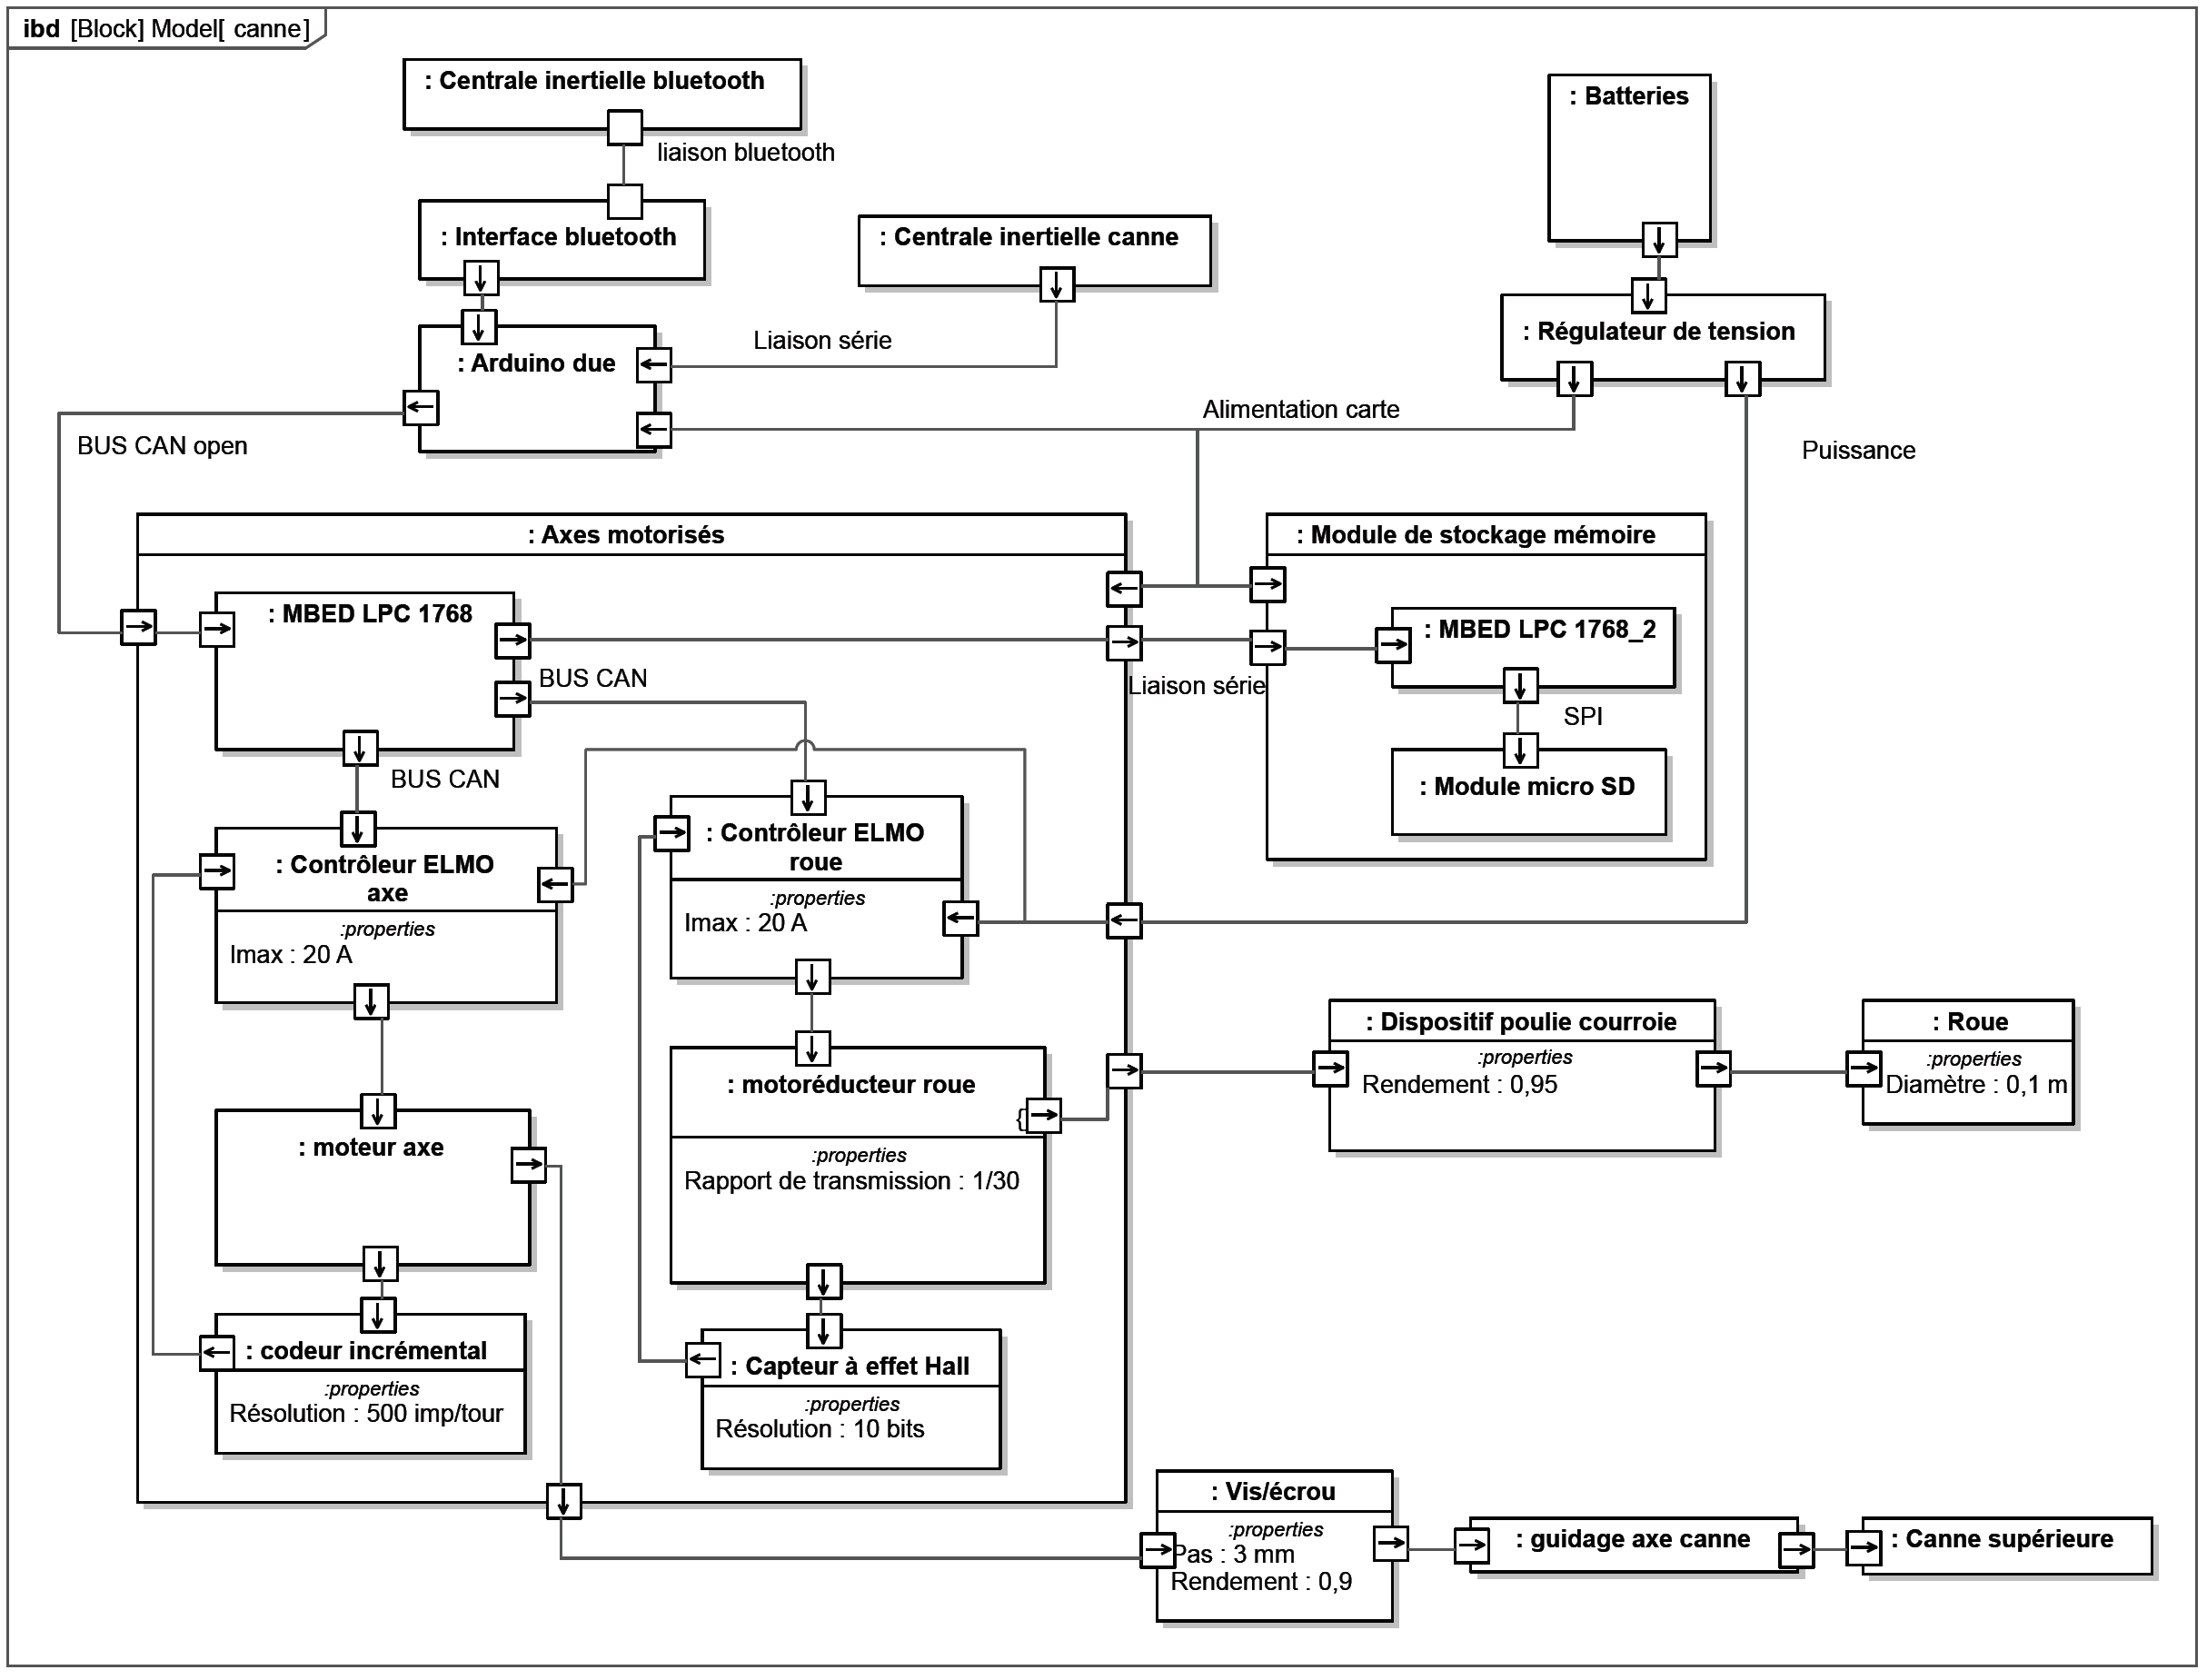 ibd [Block] Model[ canne]
: Centrale inertielle bluetooth
liaison bluetooth
: Interface bluetooth
: Centrale inertielle canne
: Batteries
: Régulateur de tension
: Arduino due
Liaison série
Alimentation carte
BUS CAN open
Puissance
: Axes motorisés
: Module de stockage mémoire
: MBED LPC 1768
: MBED LPC 1768_2
BUS CAN
Liaison série
SPI
BUS CAN
: Module micro SD
: Contrôleur ELMO
axe
:properties
Imax : 20 A
: Contrôleur ELMO
roue
:properties
Imax : 20 A
: Dispositif poulie courroie
:properties
Rendement : 0,95
: Roue
:properties
Diamètre : 0,1 m
: moteur axe
: motoréducteur roue
{
:properties
Rapport de transmission : 1/30
: codeur incrémental
:properties
Résolution : 500 imp/tour
: Capteur à effet Hall
:properties
Résolution : 10 bits
: Vis/écrou
:properties
Pas : 3 mm
Rendement : 0,9
: guidage axe canne
: Canne supérieure